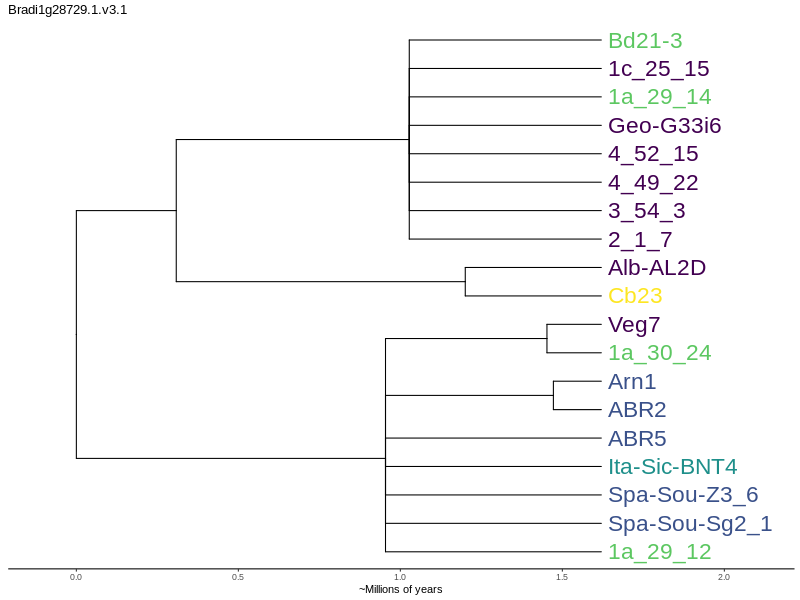 Bradi1g28729.1.v3.1
Bd21-3
1c_25_15
1a_29_14
Geo-G33i6
4_52_15
4_49_22
3_54_3
2_1_7
Alb-AL2D
Cb23
Veg7
1a_30_24
Arn1
ABR2
ABR5
Ita-Sic-BNT4
Spa-Sou-Z3_6
Spa-Sou-Sg2_1
1a_29_12
0.0 0.5 1.0 1.5 2.0
~Millions of years